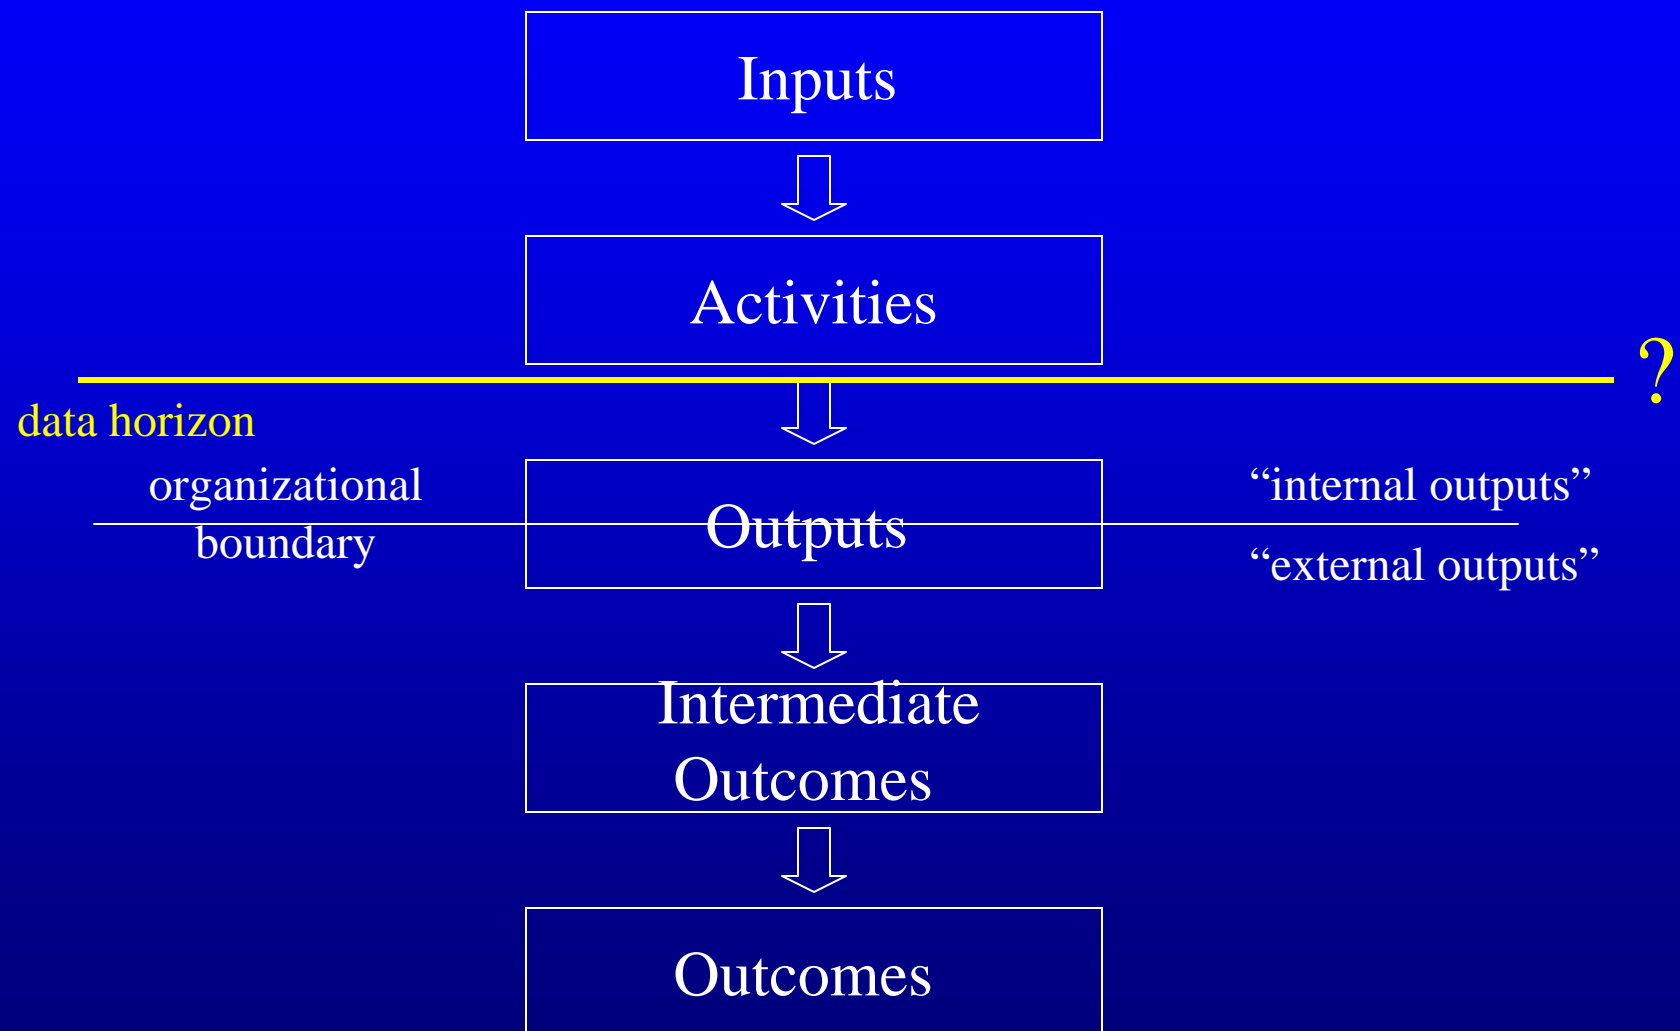 Inputs
Activities
?
data horizon
organizational
boundary
“internal outputs”
Outputs
“external outputs”
Intermediate
Outcomes
Outcomes